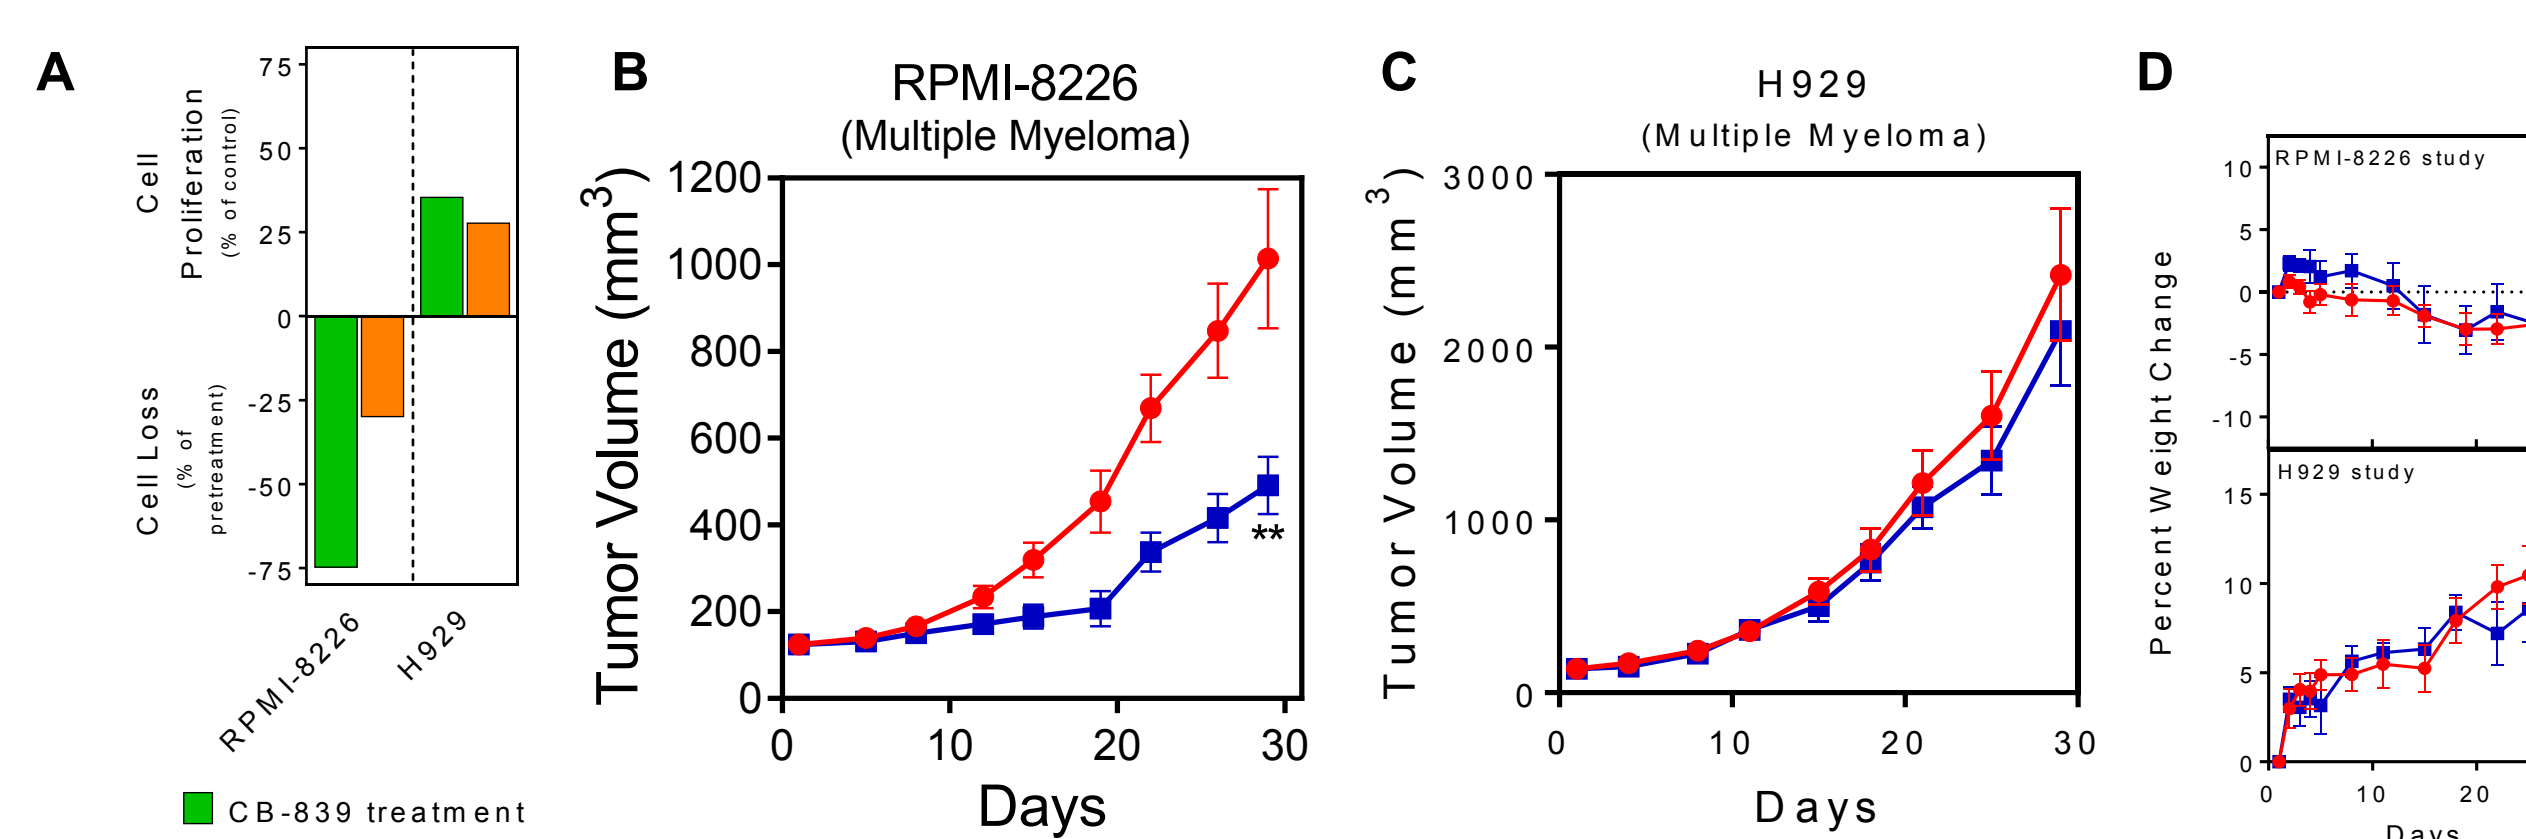 A
75
50
25
0
-25
-50
-75
Cell
Proliferation
(% of control)
Cell Loss
(% of
pretreatment)
RPMI-8226
H929
CB-839 treatment
B
RPMI-8226
(Multiple Myeloma)
Tumor Volume (mm³)
1200
1000
800
600
400
200
0
**
0 10 20 30
Days
C
H929
(Multiple Myeloma)
Tumor Volume (mm³)
3000
2000
1000
0
0 10 20 30
Days
D
Percent Weight Change
RPMI-8226 study
10
5
0
-5
-10
H929 study
15
10
5
0
0 10 20
Days